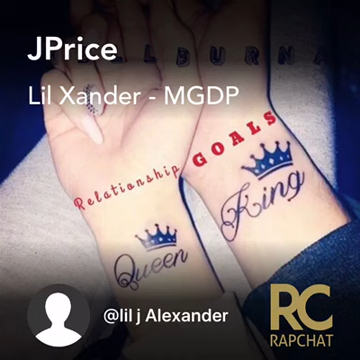 JPrice
Lil Xander - MGDP
Relationship GOALS
King
Queen
@lil j Alexander
RC
RAPCHAT